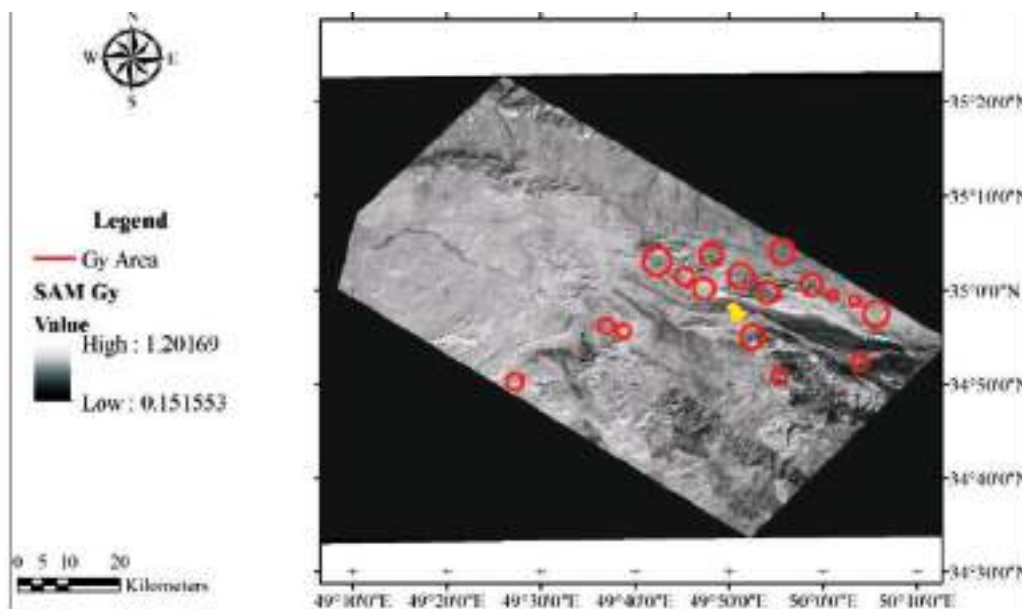 N
W E
S
Legend
Gy Area
SAM Gy
Value
High : 1.20169
Low : 0.151553
0 5 10 20
Kilometers
35°20'0"N
35°10'0"N
35°0'0"N
34°50'0"N
34°40'0"N
34°30'0"N
49°10'0"E 49°20'0"E 49°30'0"E 49°40'0"E 49°50'0"E 50°0'0"E 50°10'0"E